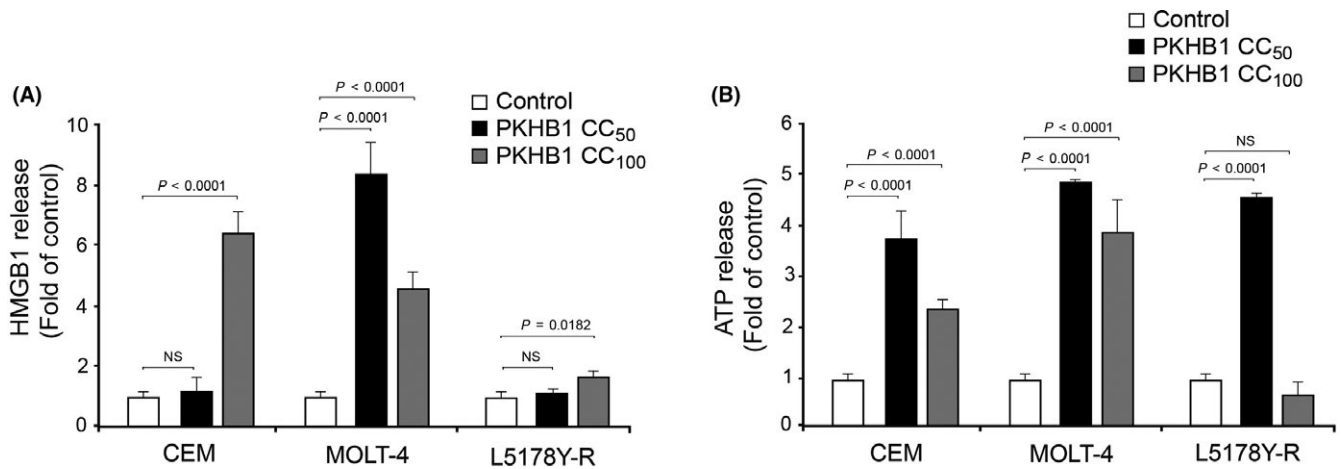 (A)
HMGB1 release
(Fold of control)
10
8
6
4
2
0
Control
PKHB1 CC50
PKHB1 CC100
P < 0.0001
NS
P < 0.0001
P < 0.0001
P = 0.0182
NS
CEM
MOLT-4
L5178Y-R
(B)
ATP release
(Fold of control)
6
5
4
3
2
1
0
Control
PKHB1 CC50
PKHB1 CC100
P < 0.0001
P < 0.0001
P < 0.0001
P < 0.0001
NS
P < 0.0001
CEM
MOLT-4
L5178Y-R